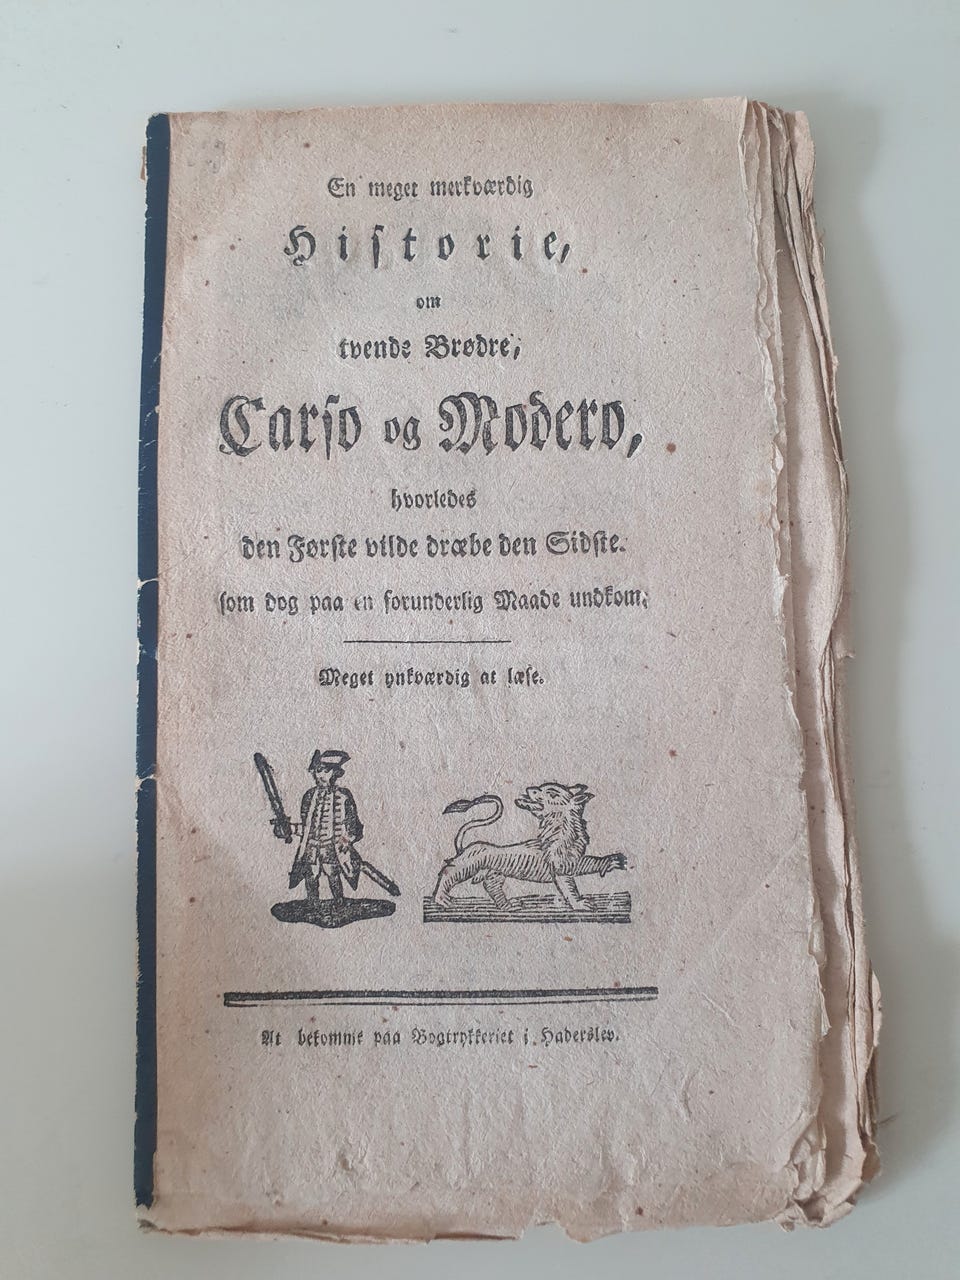 En meget merkværdig
Historie,
om
tvende Brødre,
Carso og Modero,
hvorledes
den Første vilde dræbe den Sidste.
som dog paa en forunderlig Maade undkom.
Meget ynkværdig at læse.
At bekomme paa Bogtrykkeriet i Haderslev.